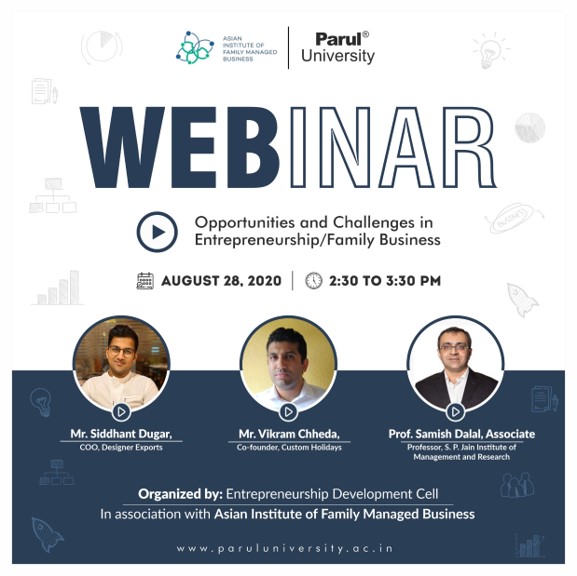 ASIAN
INSTITUTE OF
FAMILY MANAGED
BUSINESS
Parul®
University
WEBINAR
Opportunities and Challenges in
Entrepreneurship/Family Business
AUGUST 28, 2020 | 2:30 TO 3:30 PM
Mr. Siddhant Dugar,
COO, Designer Exports
Mr. Vikram Chheda,
Co-founder, Custom Holidays
Prof. Samish Dalal, Associate
Professor, S. P. Jain Institute of
Management and Research
Organized by: Entrepreneurship Development Cell
In association with Asian Institute of Family Managed Business
www.paruluniversity.ac.in